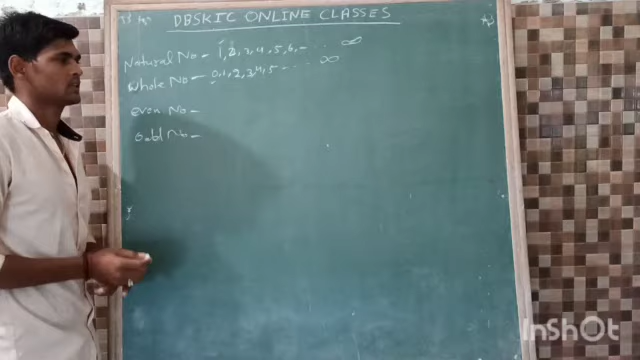 DBSKIC ONLINE CLASSES
Natural No - 1, 2, 3, 4, 5, 6, - . . . ∞
Whole No - 0, 1, 2, 3, 4, 5 - . . . ∞
even No -
odd No -
InShOt